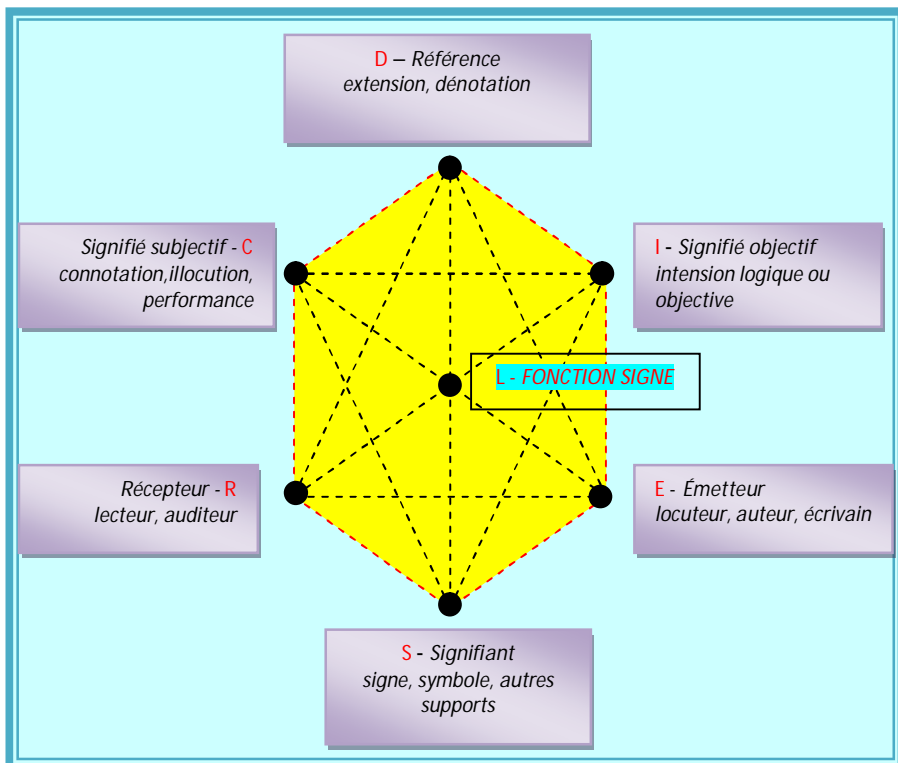 D – Référence
extension, dénotation
Signifié subjectif - C
connotation,illocution,
performance
I - Signifié objectif
intension logique ou
objective
L - FONCTION SIGNE
Récepteur - R
lecteur, auditeur
E - Émetteur
locuteur, auteur, écrivain
S - Signifiant
signe, symbole, autres
supports